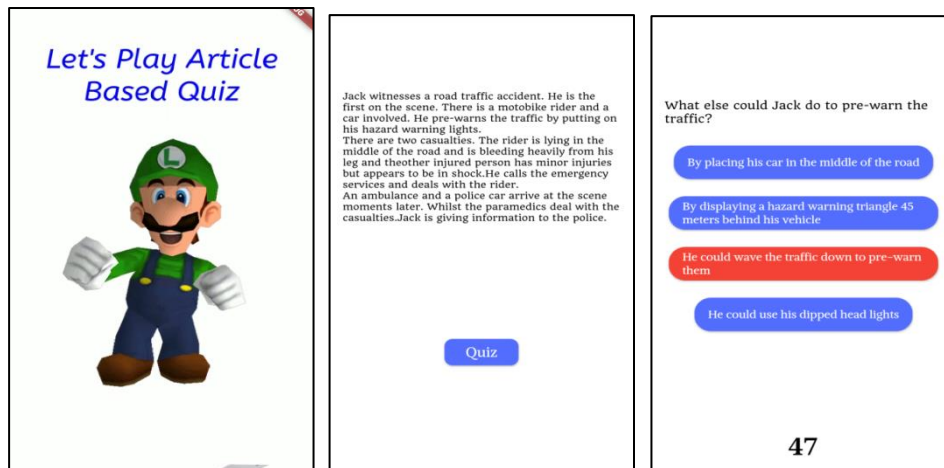 Let's Play Article
Based Quiz
L
Jack witnesses a road traffic accident. He is the
first on the scene. There is a motobike rider and a
car involved. He pre-warns the traffic by putting on
his hazard warning lights.
There are two casualties. The rider is lying in the
middle of the road and is bleeding heavily from his
leg and theother injured person has minor injuries
but appears to be in shock.He calls the emergency
services and deals with the rider.
An ambulance and a police car arrive at the scene
moments later. Whilst the paramedics deal with the
casualties.Jack is giving information to the police.
Quiz
What else could Jack do to pre-warn the
traffic?
By placing his car in the middle of the road
By displaying a hazard warning triangle 45
meters behind his vehicle
He could wave the traffic down to pre-warn
them
He could use his dipped head lights
47